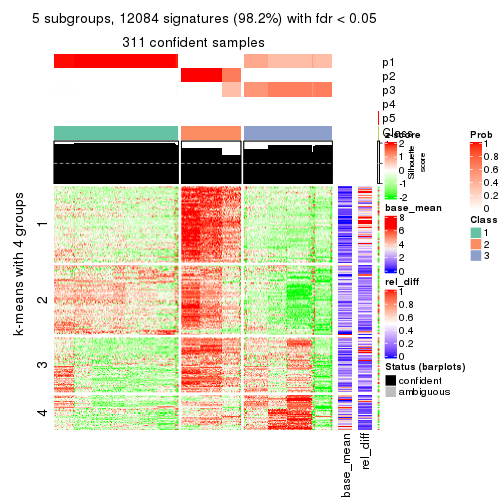 5 subgroups, 12084 signatures (98.2%) with fdr < 0.05
311 confident samples
p1
p2
p3
p4
p5
Class
z-score
2
1
0
-1
-2
Silhouette
score
Prob
1
0.8
0.6
0.4
0.2
0
base_mean
8
6
4
2
0
Class
1
2
3
rel_diff
1
0.8
0.6
0.4
0.2
0
Status (barplots)
confident
ambiguous
k-means with 4 groups
1
2
3
4
base_mean
rel_diff